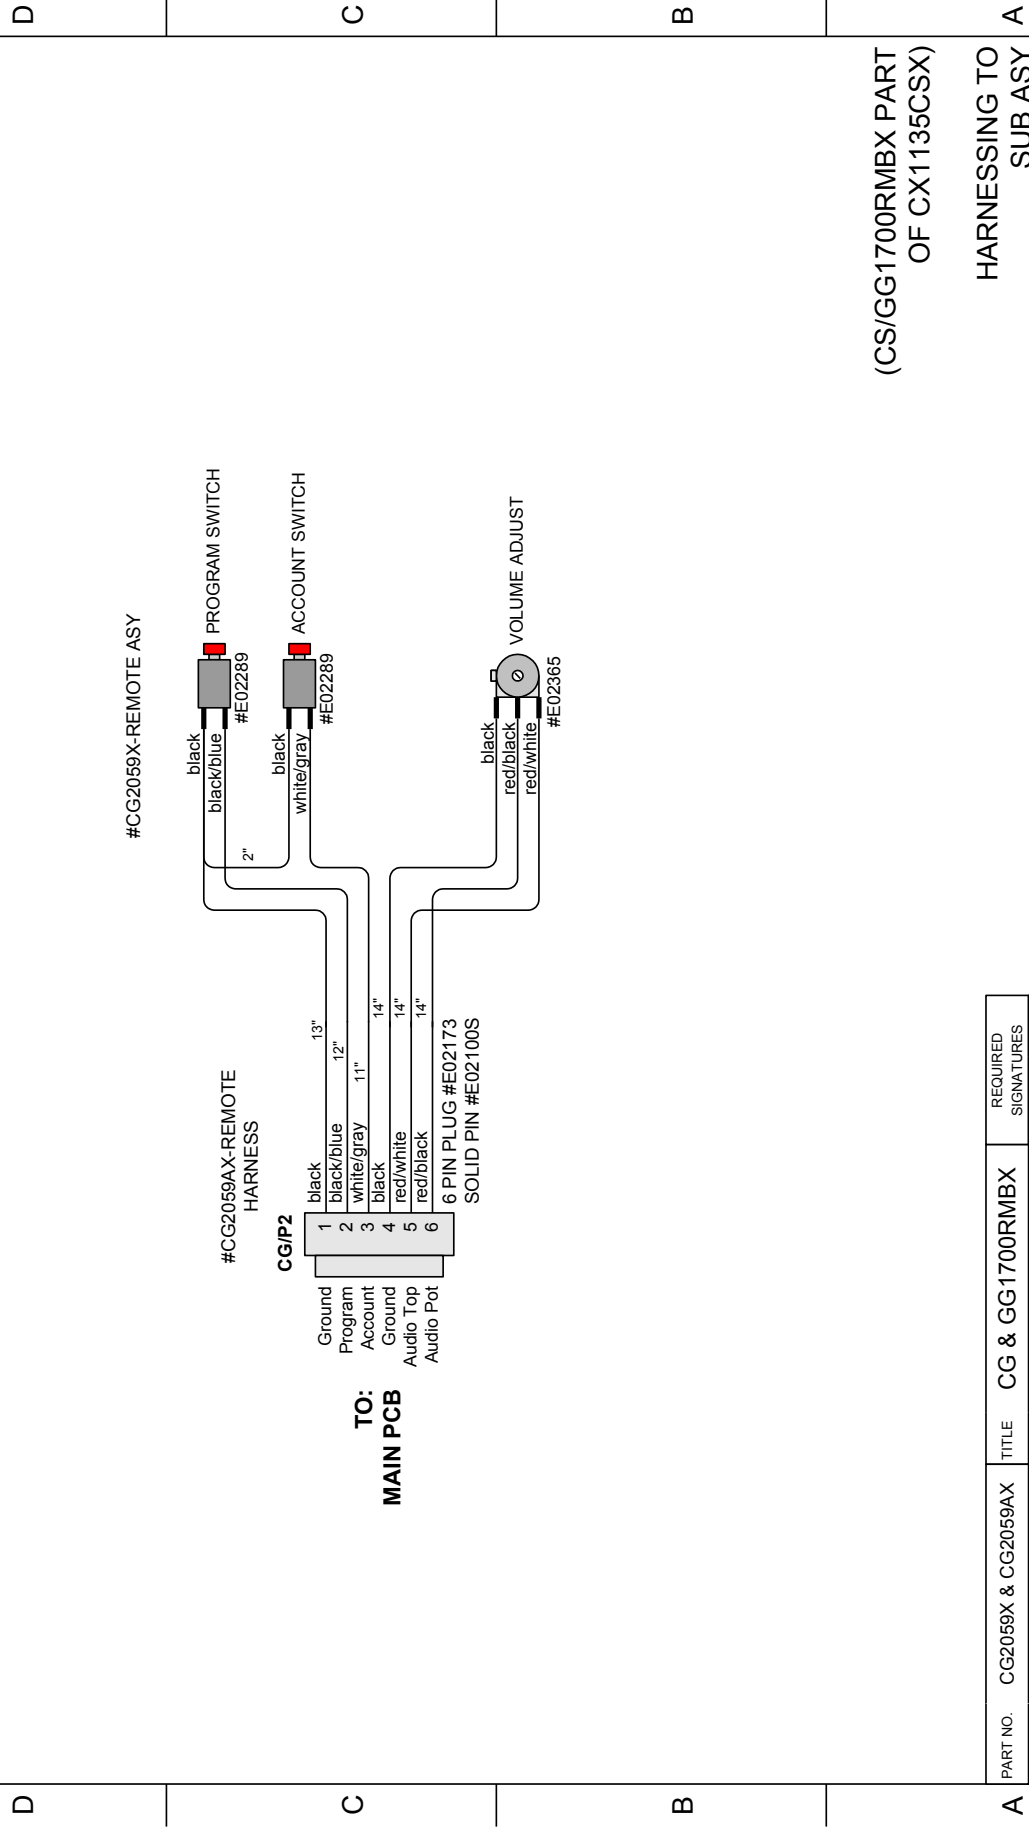 D
C
B
A
#CG2059X-REMOTE ASY
#CG2059AX-REMOTE
HARNESS
CG/P2
TO:
MAIN PCB
Ground
Program
Account
Ground
Audio Top
Audio Pot
1
2
3
4
5
6
black
black/blue
white/gray
black
red/white
red/black
13"
12"
11"
14"
14"
14"
6 PIN PLUG #E02173
SOLID PIN #E02100S
2"
black
black/blue
#E02289
PROGRAM SWITCH
black
white/gray
#E02289
ACCOUNT SWITCH
black
red/black
red/white
#E02365
VOLUME ADJUST
(CS/GG1700RMBX PART
OF CX1135CSX)
HARNESSING TO
SUB ASY
PART NO. CG2059X & CG2059AX
TITLE CG & GG1700RMBX
REQUIRED
SIGNATURES
D
C
B
A